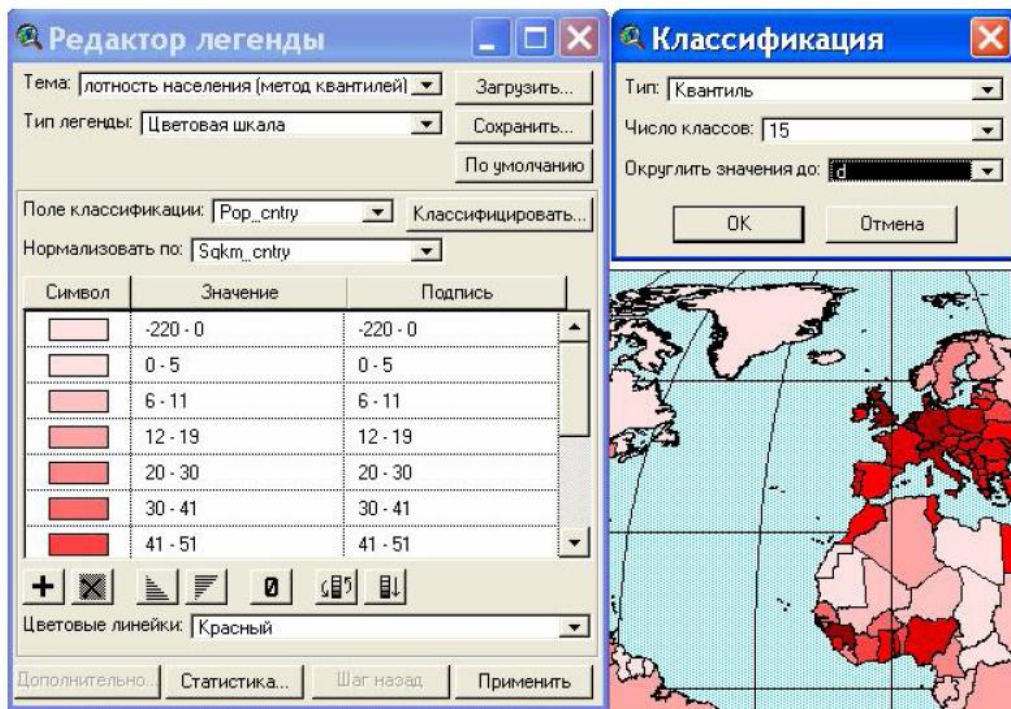 Редактор легенды
Тема: лотность населения (метод квантилей)
Загрузить...
Тип легенды: Цветовая шкала
Сохранить...
По умолчанию
Поле классификации: Pop_cntry
Классифицировать...
Нормализовать по: Sqkm_cntry
Символ Значение Подпись
-220 - 0 -220 - 0
0 - 5 0 - 5
6 - 11 6 - 11
12 - 19 12 - 19
20 - 30 20 - 30
30 - 41 30 - 41
41 - 51 41 - 51
0
Цветовые линейки: Красный
Дополнительно... Статистика... Шаг назад Применить
Классификация
Тип: Квантиль
Число классов: 15
Округлить значения до: d
OK Отмена